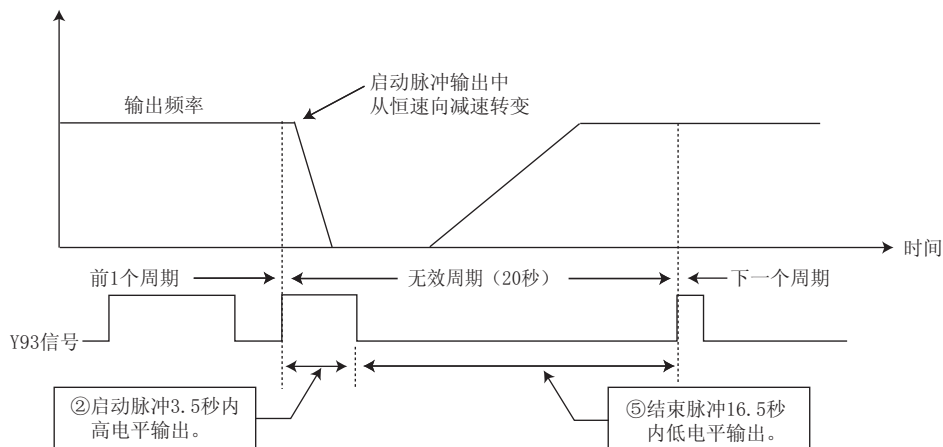 启动脉冲输出中
从恒速向减速转变
输出频率
时间
前1个周期
无效周期（20秒）
下一个周期
Y93信号
②启动脉冲3.5秒内
高电平输出。
⑤结束脉冲16.5秒
内低电平输出。